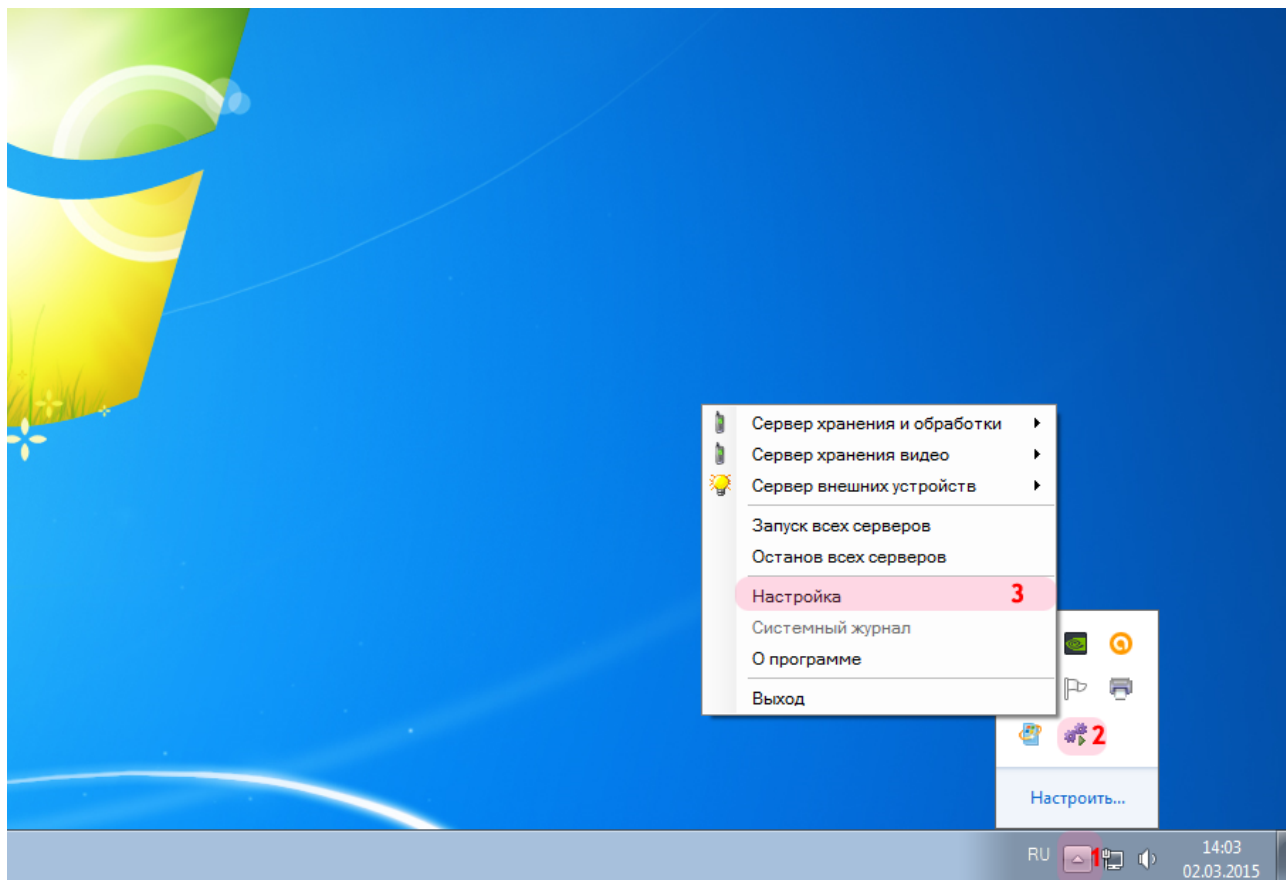 Сервер хранения и обработки
Сервер хранения видео
Сервер внешних устройств
Запуск всех серверов
Останов всех серверов
Настройка 3
Системный журнал
О программе
Выход
2
Настроить...
RU 1 14:03
02.03.2015